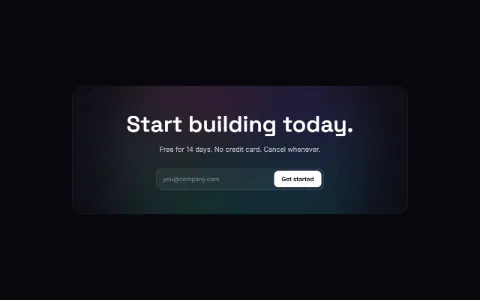 Start building today.
Free for 14 days. No credit card. Cancel whenever.
you@company.com
Get started